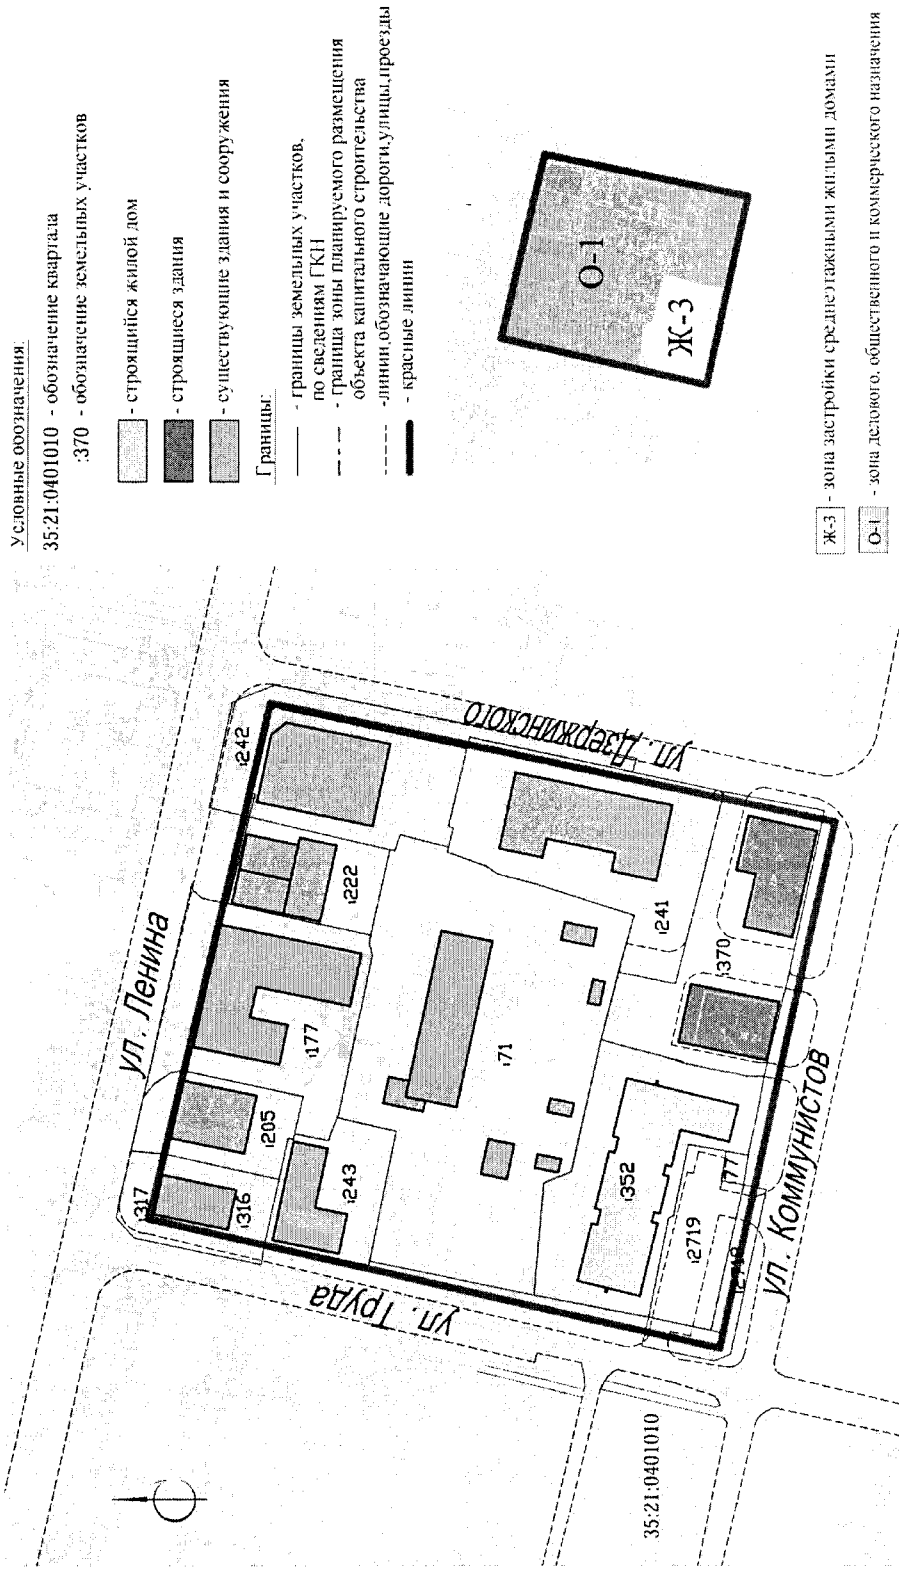 Условные обозначения:
35:21:0401010 - обозначение квартала
:370 - обозначение земельных участков
- строящийся жилой дом
- строящиеся здания
- существующие здания и сооружения
Границы:
- границы земельных участков,
по сведениям ГКН
- граница зоны планируемого размещения
объекта капитального строительства
-линии,обозначающие дороги,улицы,проезды
- красные линии
О-1
Ж-3
Ж-3 - зона застройки среднеэтажными жилыми домами
О-1 - зона делового, общественного и коммерческого назначения
ул. Ленина
ул. Дзержинского
ул. Труда
ул. Коммунистов
:317
:316
:205
:243
:177
:222
:242
:71
:241
:370
:352
:2719
:77
35:21:0401010